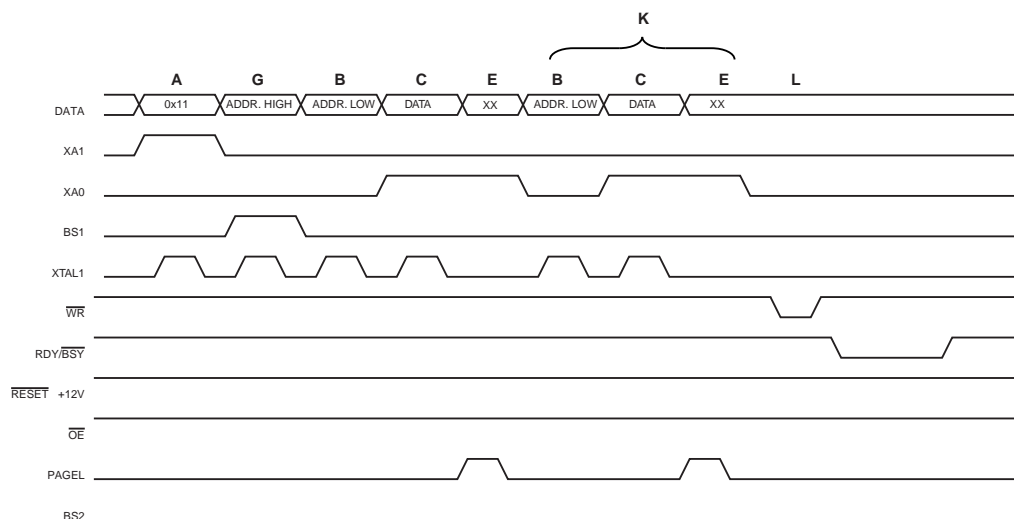 K
A G B C E B C E L
DATA 0x11 ADDR. HIGH ADDR. LOW DATA XX ADDR. LOW DATA XX
XA1
XA0
BS1
XTAL1
WR
RDY/BSY
RESET +12V
OE
PAGEL
BS2